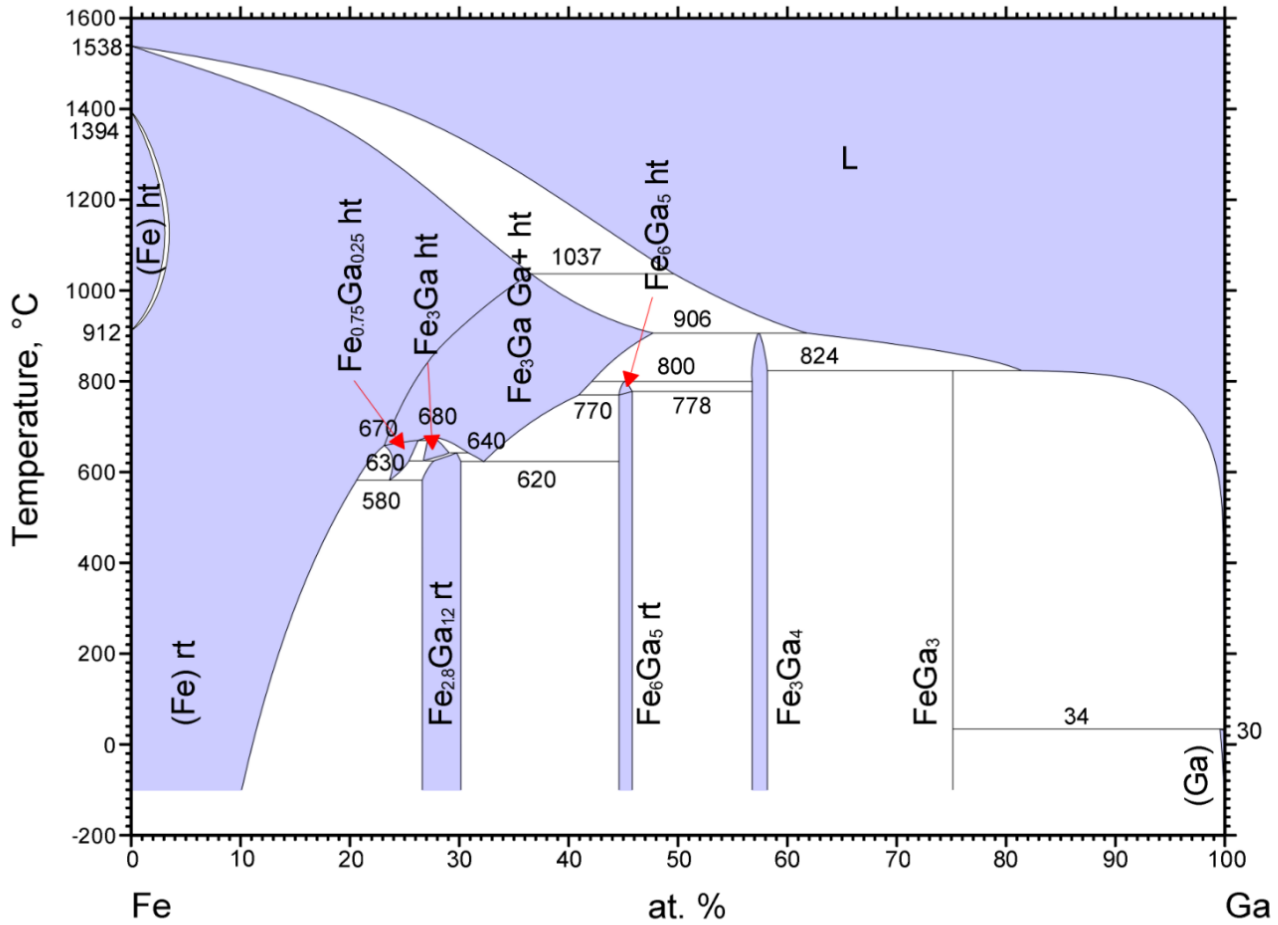 1600
1538
1400
1394
1200
1000
912
800
600
400
200
0
-200
Temperature, °C
(Fe) ht
L
Fe0.75Ga0.25 ht
Fe3Ga ht
Fe3Ga Ga+ ht
Fe6Ga5 ht
1037
906
824
800
778
770
670
680
640
630
620
580
(Fe) rt
Fe2.8Ga12 rt
Fe6Ga5 rt
Fe3Ga4
FeGa3
34
30
(Ga)
0 10 20 30 40 50 60 70 80 90 100
Fe at. % Ga